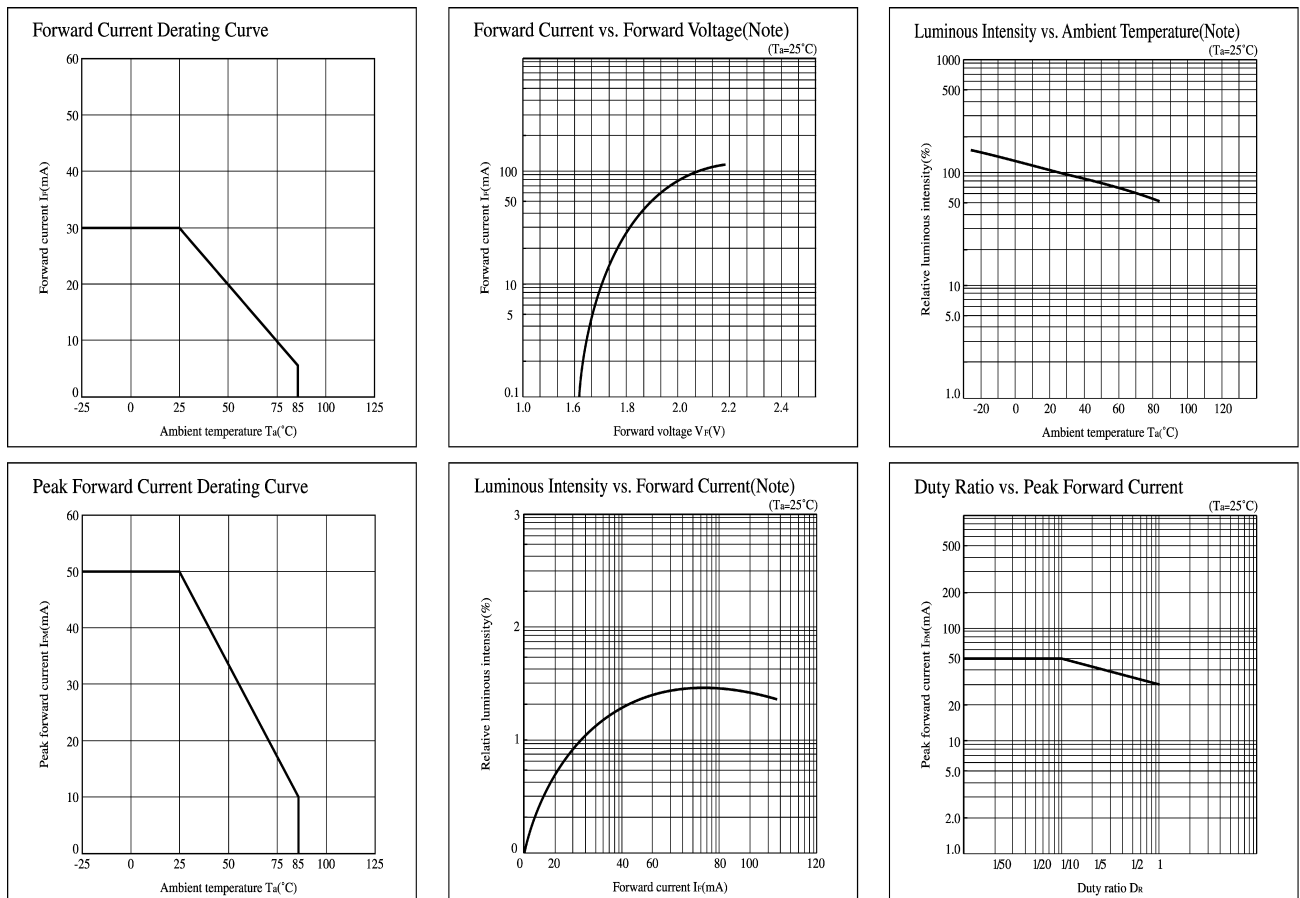 Forward Current Derating Curve
60
50
40
30
20
10
0
-25 0 25 50 75 85 100 125
Forward current IF(mA)
Ambient temperature Ta(˚C)
Forward Current vs. Forward Voltage(Note)
(Ta=25˚C)
100
50
10
5
0.1
1.0 1.6 1.8 2.0 2.2 2.4
Forward current IF(mA)
Forward voltage VF(V)
Luminous Intensity vs. Ambient Temperature(Note)
(Ta=25˚C)
1000
500
100
50
10
5.0
1.0
-20 0 20 40 60 80 100 120
Relative luminous intensity(%)
Ambient temperature Ta(˚C)
Peak Forward Current Derating Curve
60
50
40
30
20
10
0
-25 0 25 50 75 85 100 125
Peak forward current IFM(mA)
Ambient temperature Ta(˚C)
Luminous Intensity vs. Forward Current(Note)
(Ta=25˚C)
3
2
1
0
0 20 40 60 80 100 120
Relative luminous intensity(%)
Forward current IF(mA)
Duty Ratio vs. Peak Forward Current
(Ta=25˚C)
500
200
100
50
20
10
5.0
2.0
1.0
1/50 1/20 1/10 1/5 1/2 1
Peak forward current IFM(mA)
Duty ratio DR